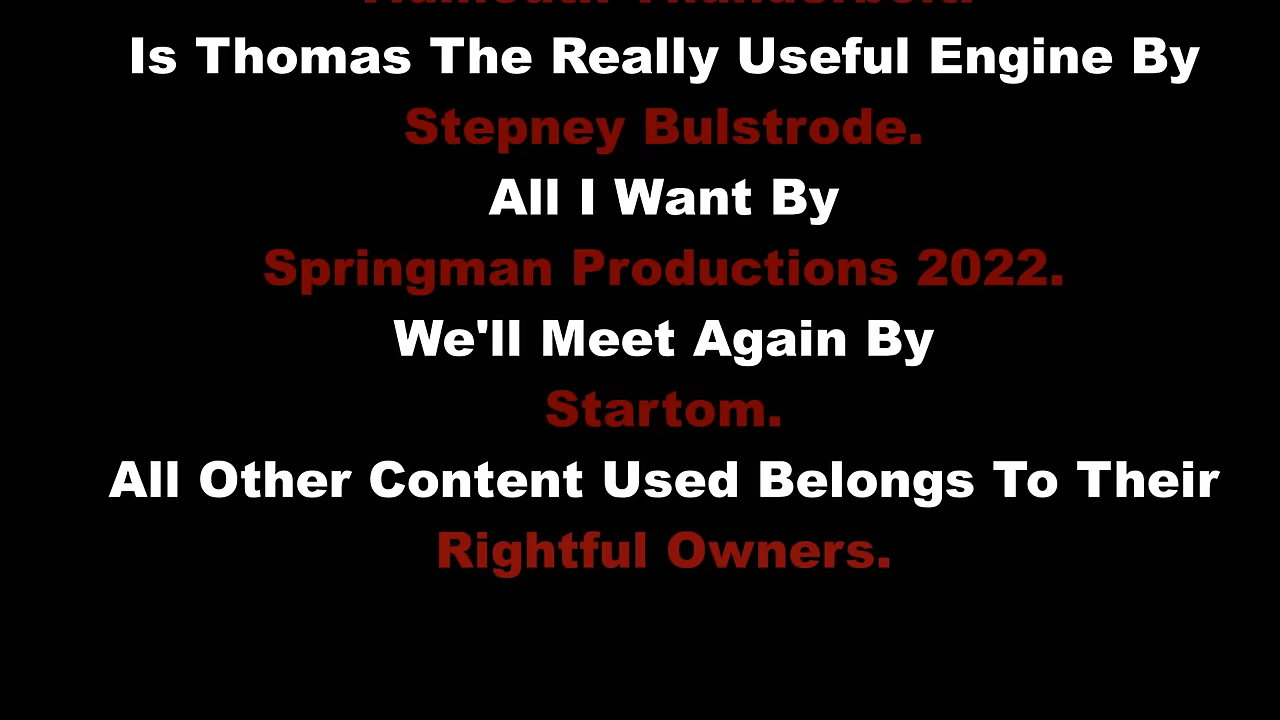 Is Thomas The Really Useful Engine By
Stepney Bulstrode.
All I Want By
Springman Productions 2022.
We'll Meet Again By
Startom.
All Other Content Used Belongs To Their
Rightful Owners.